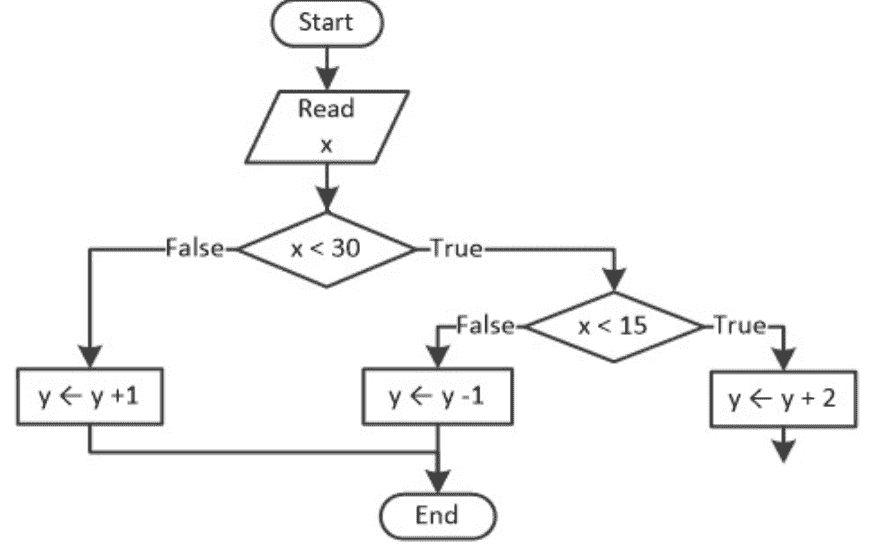 Start
Read
x
x < 30
False
True
x < 15
False
True
y ← y +1
y ← y -1
y ← y + 2
End